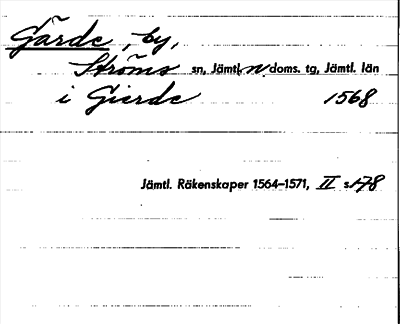 Gärde, by,
Ströms sn, Jämtl. n doms. tg, Jämtl. län
i Gierde 1568
Jämtl. Räkenskaper 1564–1571, II s. 178